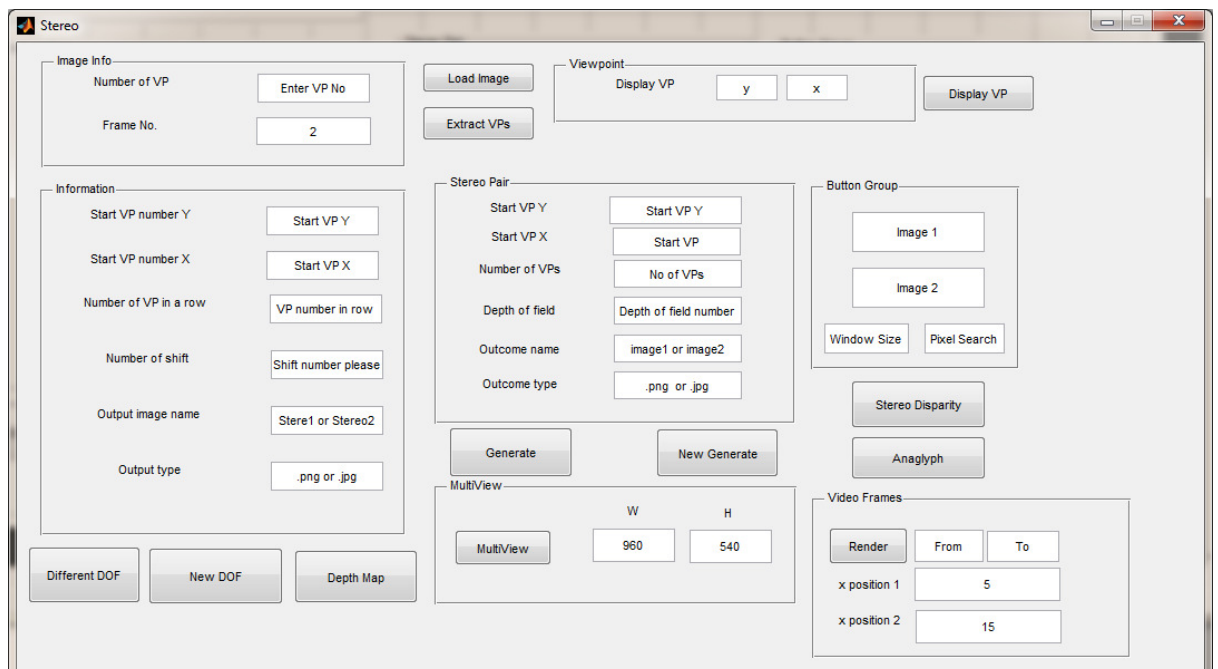 Stereo
Image Info
Number of VP
Enter VP No
Frame No.
2
Load Image
Extract VPs
Viewpoint
Display VP
y
x
Display VP
Information
Start VP number Y
Start VP Y
Start VP number X
Start VP X
Number of VP in a row
VP number in row
Number of shift
Shift number please
Output image name
Stere1 or Stereo2
Output type
.png or .jpg
Different DOF
New DOF
Depth Map
Stereo Pair
Start VP Y
Start VP Y
Start VP X
Start VP
Number of VPs
No of VPs
Depth of field
Depth of field number
Outcome name
image1 or image2
Outcome type
.png or .jpg
Generate
New Generate
MultiView
W
H
MultiView
960
540
Button Group
Image 1
Image 2
Window Size
Pixel Search
Stereo Disparity
Anaglyph
Video Frames
Render
From
To
x position 1
5
x position 2
15